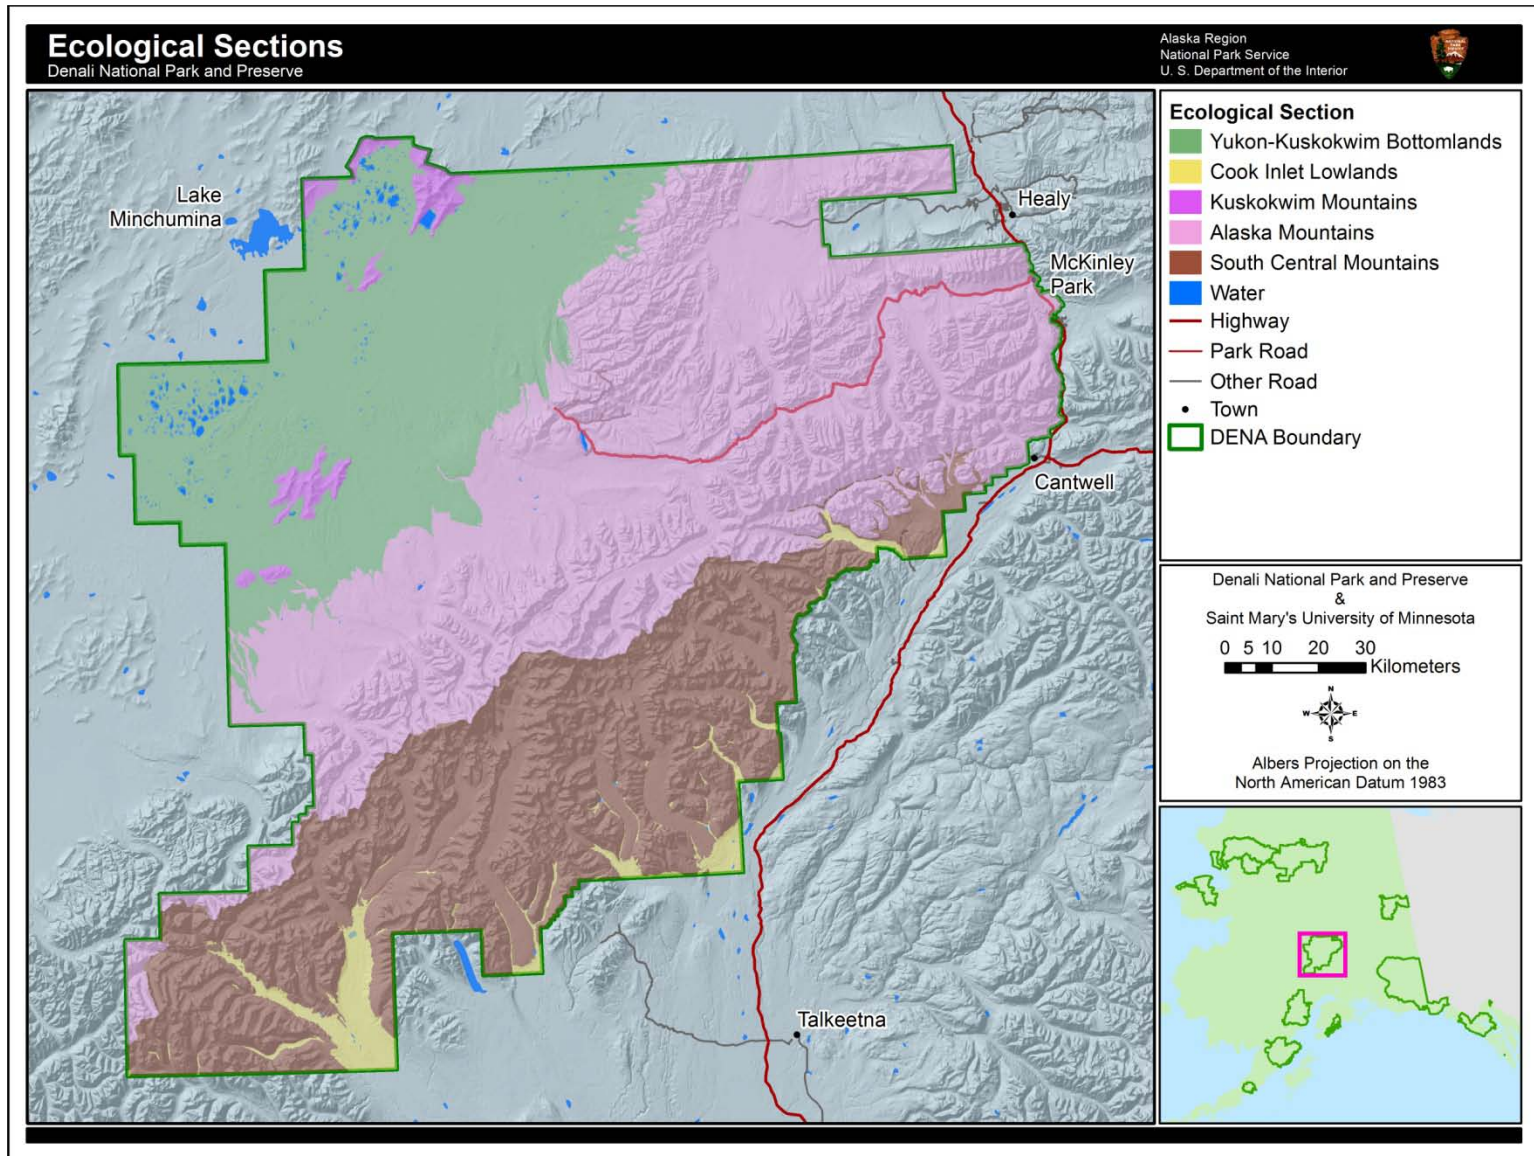 Ecological Sections
Denali National Park and Preserve
Alaska Region
National Park Service
U. S. Department of the Interior
Lake
Minchumina
Healy
McKinley
Park
Cantwell
Talkeetna
Ecological Section
Yukon-Kuskokwim Bottomlands
Cook Inlet Lowlands
Kuskokwim Mountains
Alaska Mountains
South Central Mountains
Water
Highway
Park Road
Other Road
Town
DENA Boundary
Denali National Park and Preserve
&
Saint Mary's University of Minnesota
0 5 10 20 30
Kilometers
N
W E
S
Albers Projection on the
North American Datum 1983